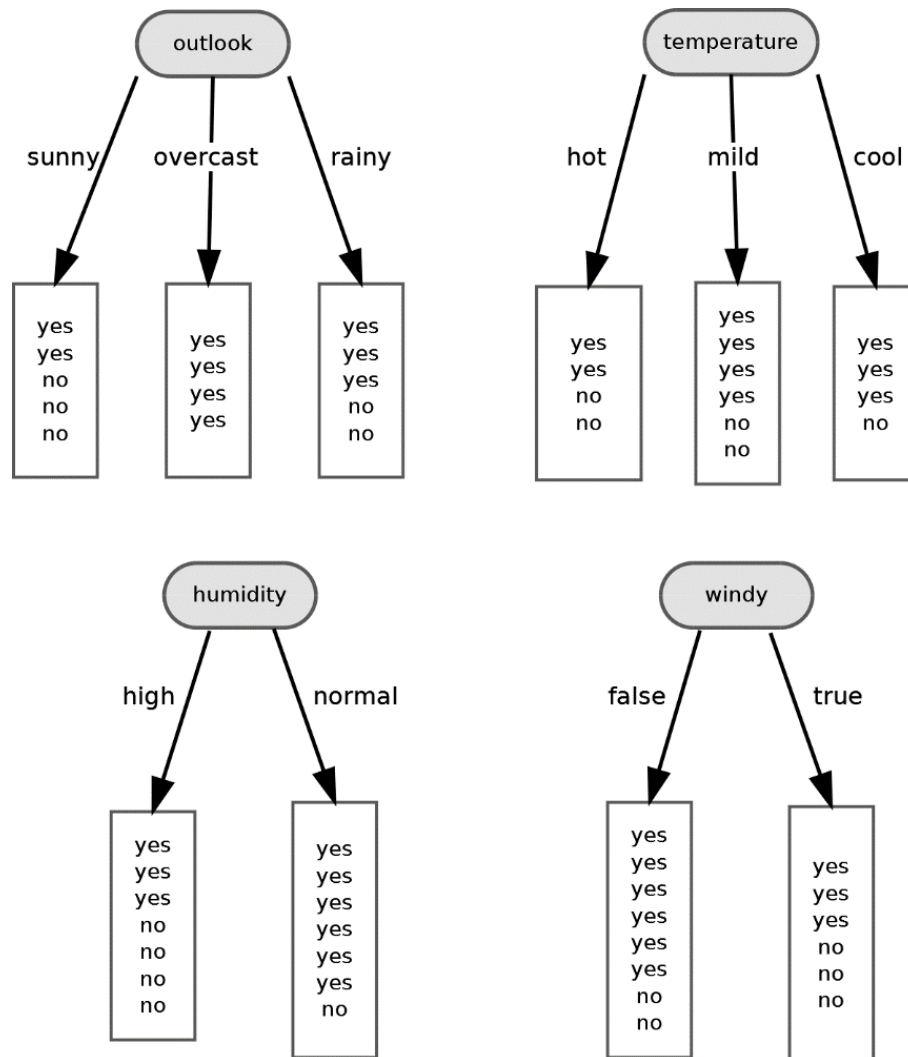 outlook
sunny
overcast
rainy
yes
yes
no
no
no
yes
yes
yes
yes
yes
yes
yes
no
no
temperature
hot
mild
cool
yes
yes
no
no
yes
yes
yes
yes
no
no
yes
yes
yes
no
humidity
high
normal
yes
yes
yes
no
no
no
no
yes
yes
yes
yes
yes
yes
no
windy
false
true
yes
yes
yes
yes
yes
yes
no
no
yes
yes
yes
no
no
no